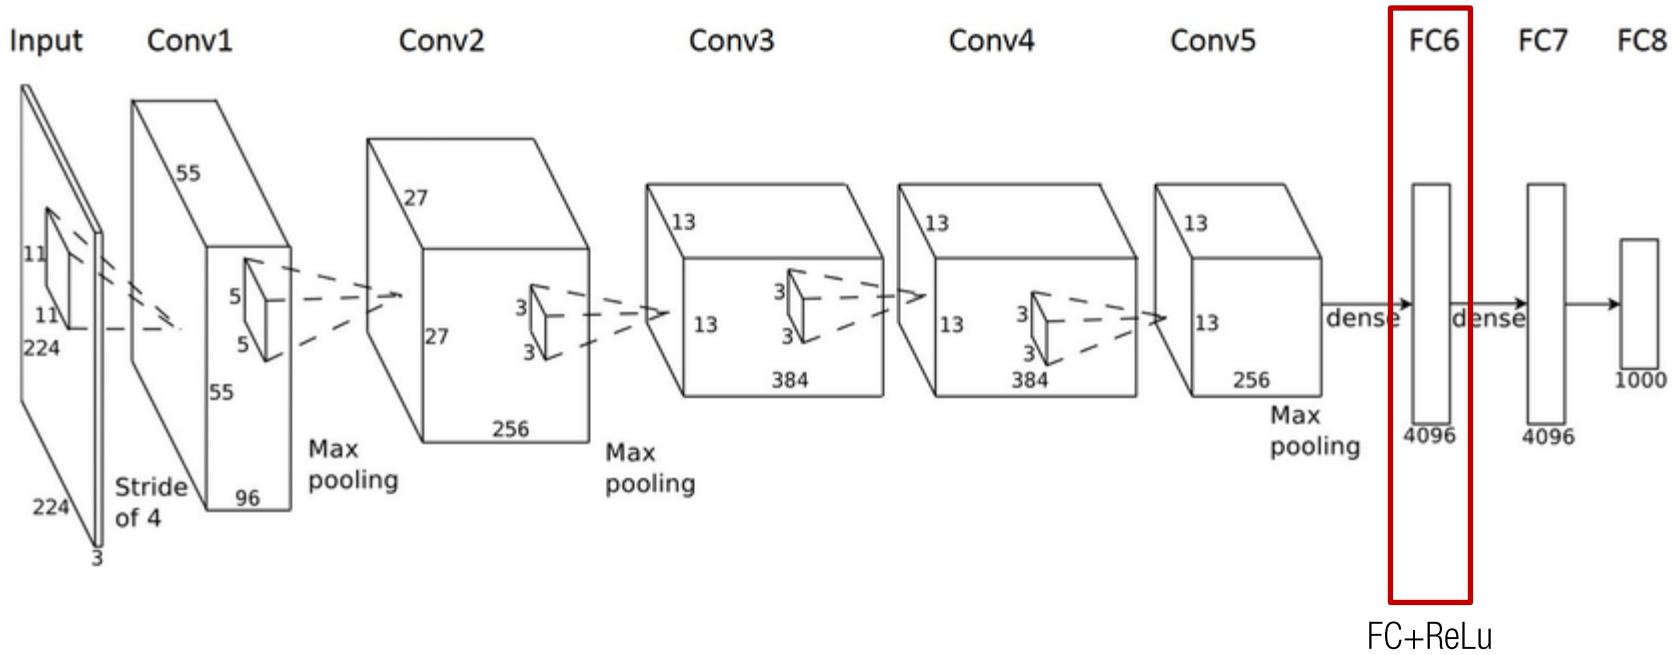 Input Conv1 Conv2 Conv3 Conv4 Conv5 FC6 FC7 FC8
11
11
224
224
3
Stride
of 4
55
55
96
5
5
Max
pooling
27
27
256
3
3
Max
pooling
13
13
384
3
3
13
13
384
3
3
13
13
256
Max
pooling
dense
4096
dense
4096
1000
FC+ReLu